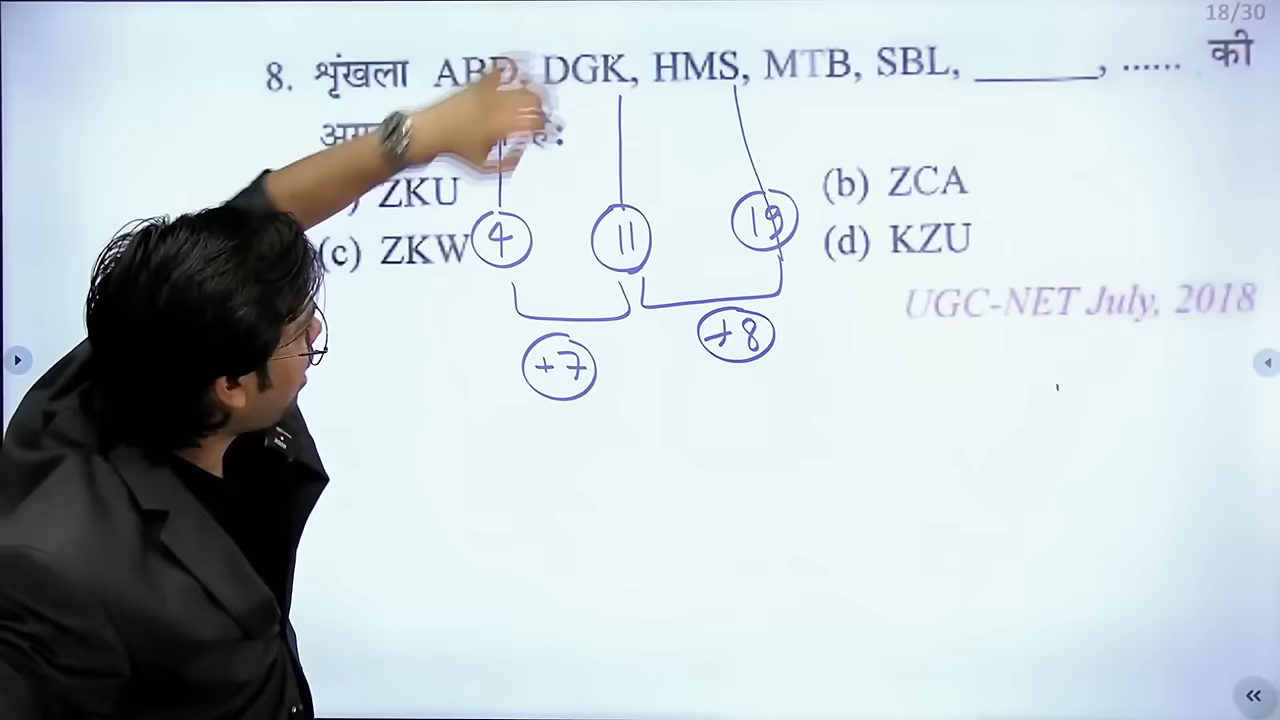 18/30
8. श्रृंखला ABD, DGK, HMS, MTB, SBL, ______, ...... की
ZKU
(b) ZCA
(c) ZKW
(d) KZU
4 11 19
UGC-NET July, 2018
+7 +8